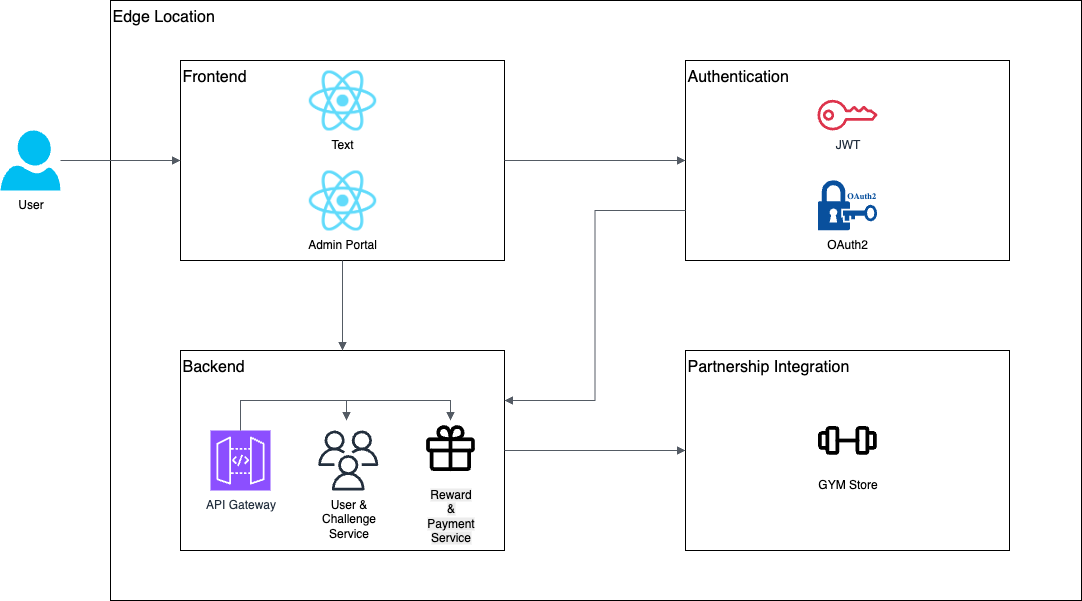 Edge Location
Frontend
Text
Admin Portal
Authentication
JWT
OAuth2
OAuth2
User
Backend
API Gateway
User &
Challenge
Service
Reward
&
Payment
Service
Partnership Integration
GYM Store